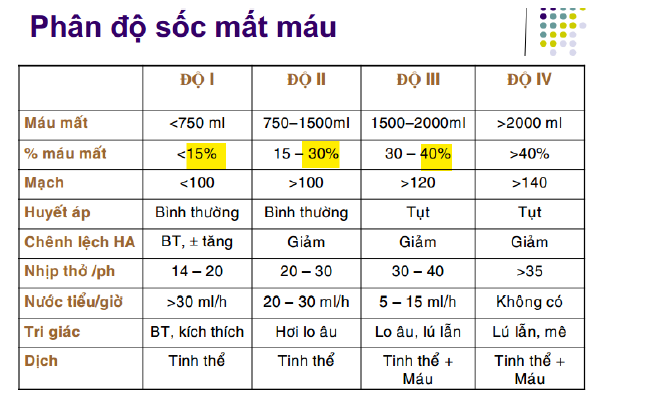 Phân độ sốc mất máu
ĐỘ I ĐỘ II ĐỘ III ĐỘ IV
Máu mất <750 ml 750–1500ml 1500–2000ml >2000 ml
% máu mất <15% 15 – 30% 30 – 40% >40%
Mạch <100 >100 >120 >140
Huyết áp Bình thường Bình thường Tụt Tụt
Chênh lệch HA BT, ± tăng Giảm Giảm Giảm
Nhịp thở /ph 14 – 20 20 – 30 30 – 40 >35
Nước tiểu/giờ >30 ml/h 20 – 30 ml/h 5 – 15 ml/h Không có
Tri giác BT, kích thích Hơi lo âu Lo âu, lú lẫn Lú lẫn, mê
Dịch Tinh thể Tinh thể Tinh thể + Tinh thể +
Máu Máu